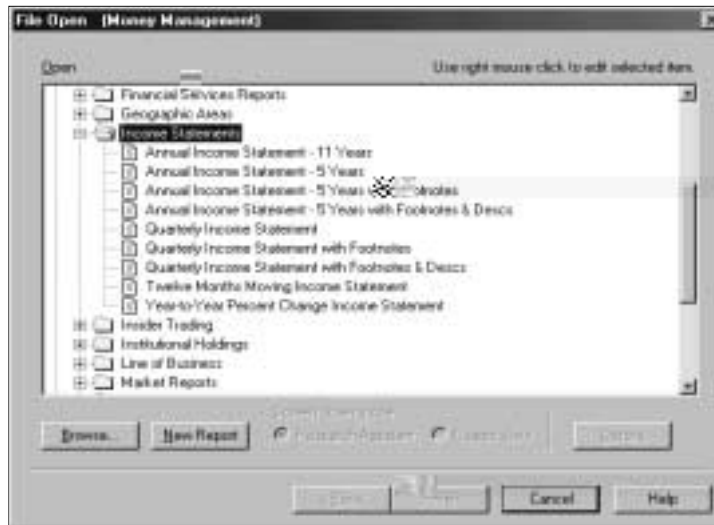 File Open (Money Management)
Open Use right mouse click to edit selected item.
Financial Services Reports
Geographic Areas
Income Statements
Annual Income Statement - 11 Years
Annual Income Statement - 5 Years
Annual Income Statement - 5 Years Footnotes
Annual Income Statement - 5 Years with Footnotes & Descs
Quarterly Income Statement
Quarterly Income Statement with Footnotes
Quarterly Income Statement with Footnotes & Descs
Twelve Months Moving Income Statement
Year-to-Year Percent Change Income Statement
Insider Trading
Institutional Holdings
Line of Business
Market Reports
Browse... New Report
Cancel Help